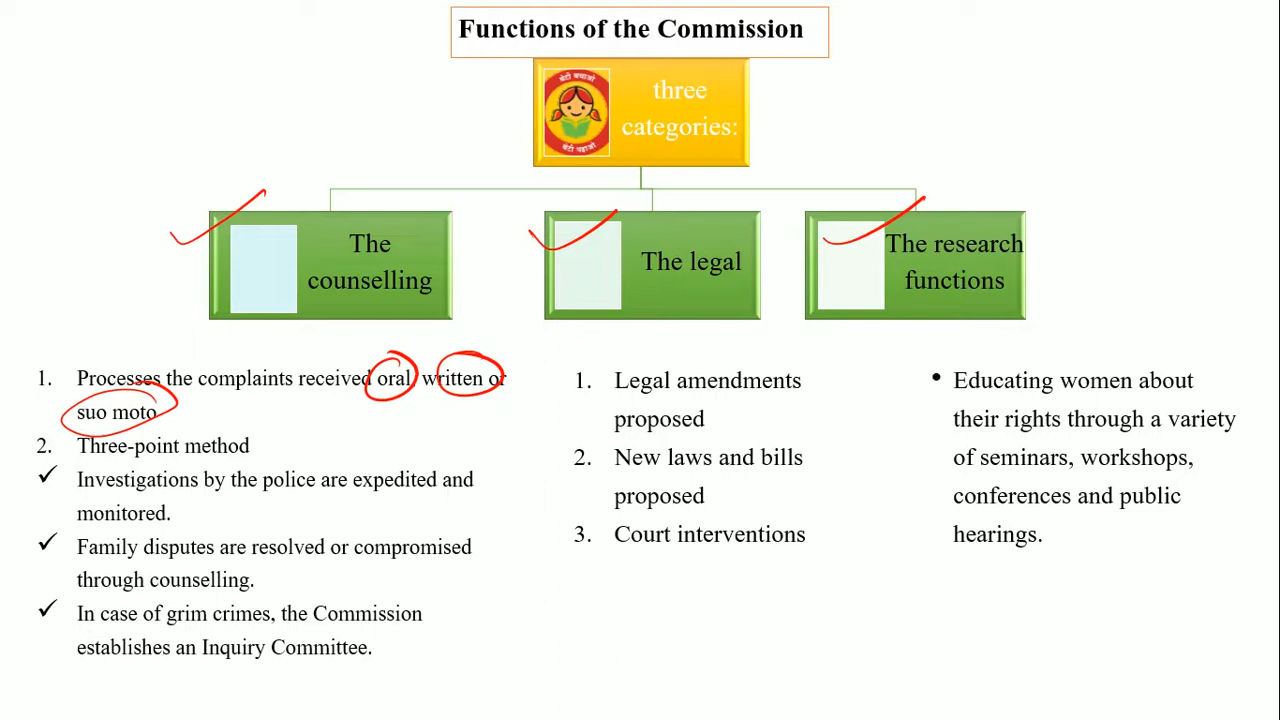 Functions of the Commission
बेटी बचाओ
three
categories:
बेटी पढ़ाओ
The
counselling
The legal
The research
functions
1. Processes the complaints received oral, written or
suo moto
2. Three-point method
✓ Investigations by the police are expedited and
monitored.
✓ Family disputes are resolved or compromised
through counselling.
✓ In case of grim crimes, the Commission
establishes an Inquiry Committee.
1. Legal amendments
proposed
2. New laws and bills
proposed
3. Court interventions
• Educating women about
their rights through a variety
of seminars, workshops,
conferences and public
hearings.